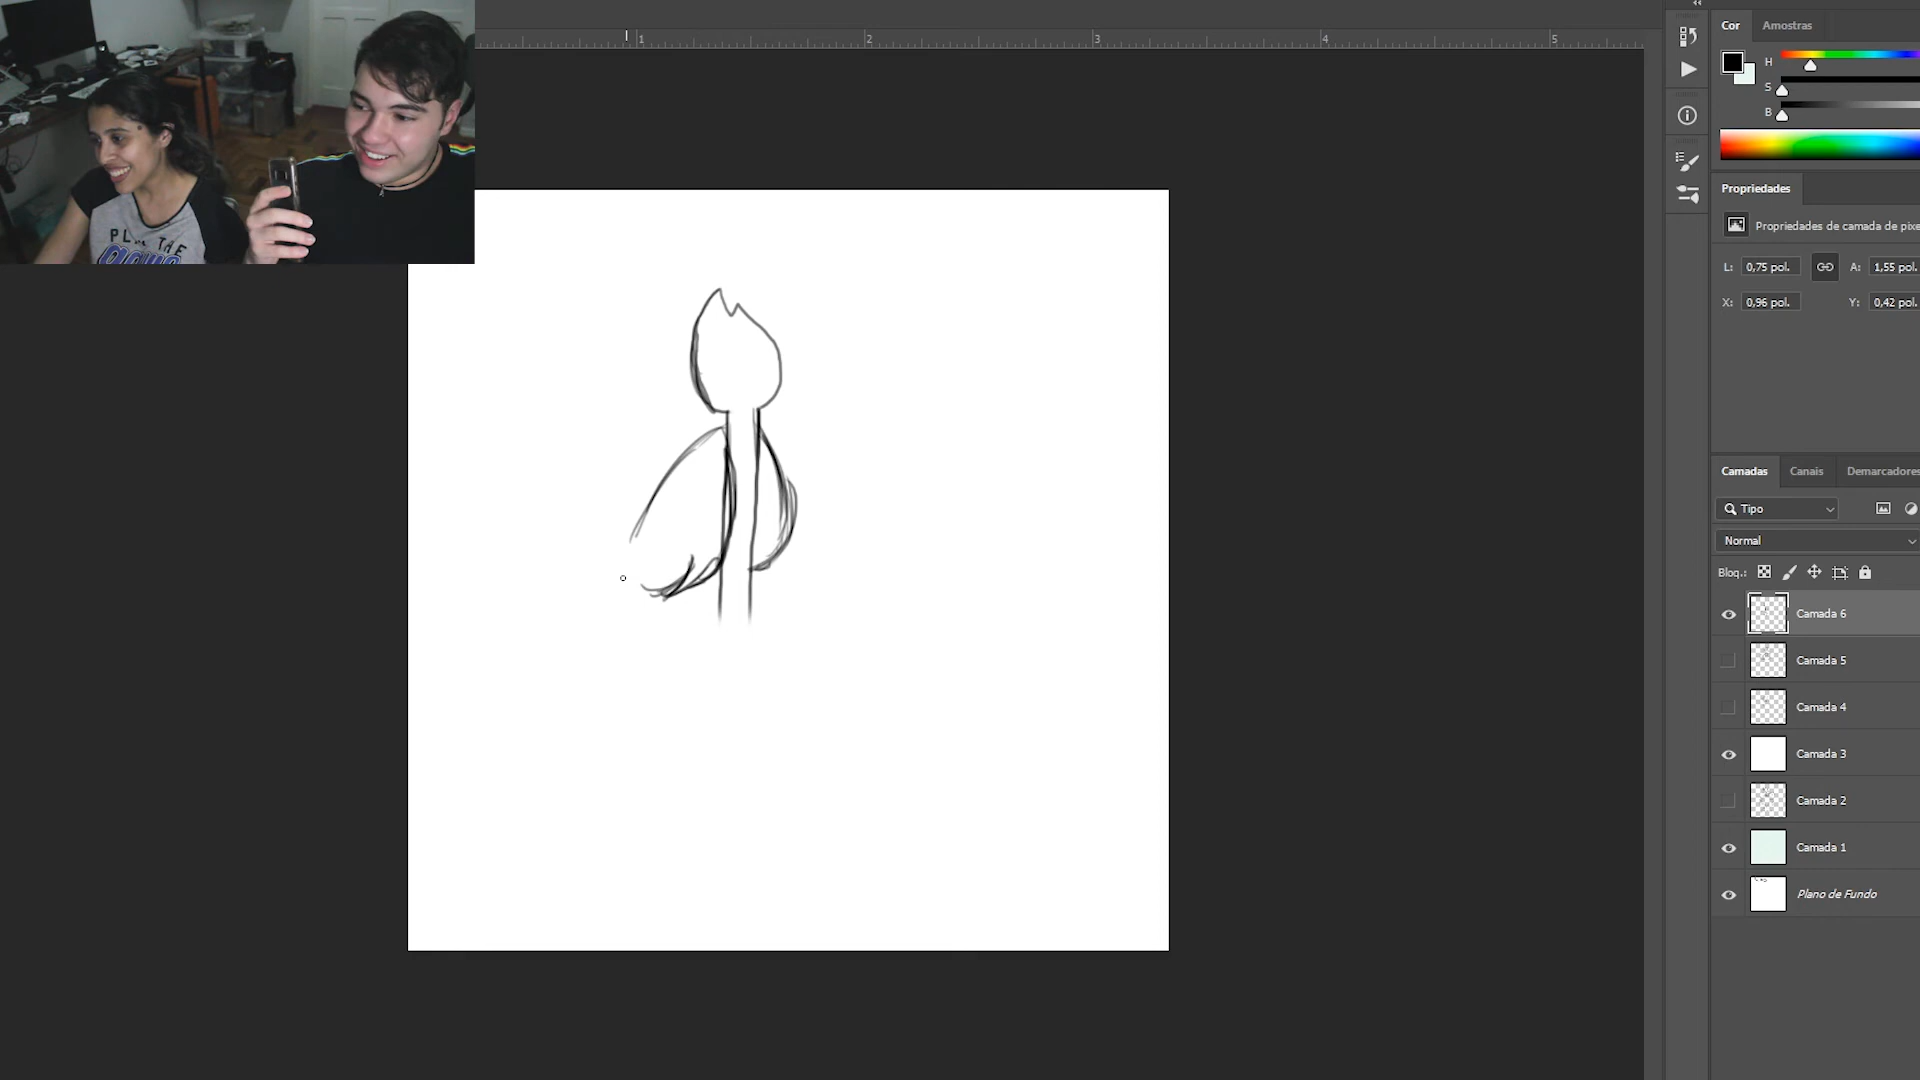 1
2
3
4
5
Cor
Amostras
H
S
B
Propriedades
Propriedades de camada de pixe
L: 0,75 pol.
A: 1,55 pol.
X: 0,96 pol.
Y: 0,42 pol.
Camadas
Canais
Demarcadores
Tipo
Normal
Bloq.:
Camada 6
Camada 5
Camada 4
Camada 3
Camada 2
Camada 1
Plano de Fundo
THE